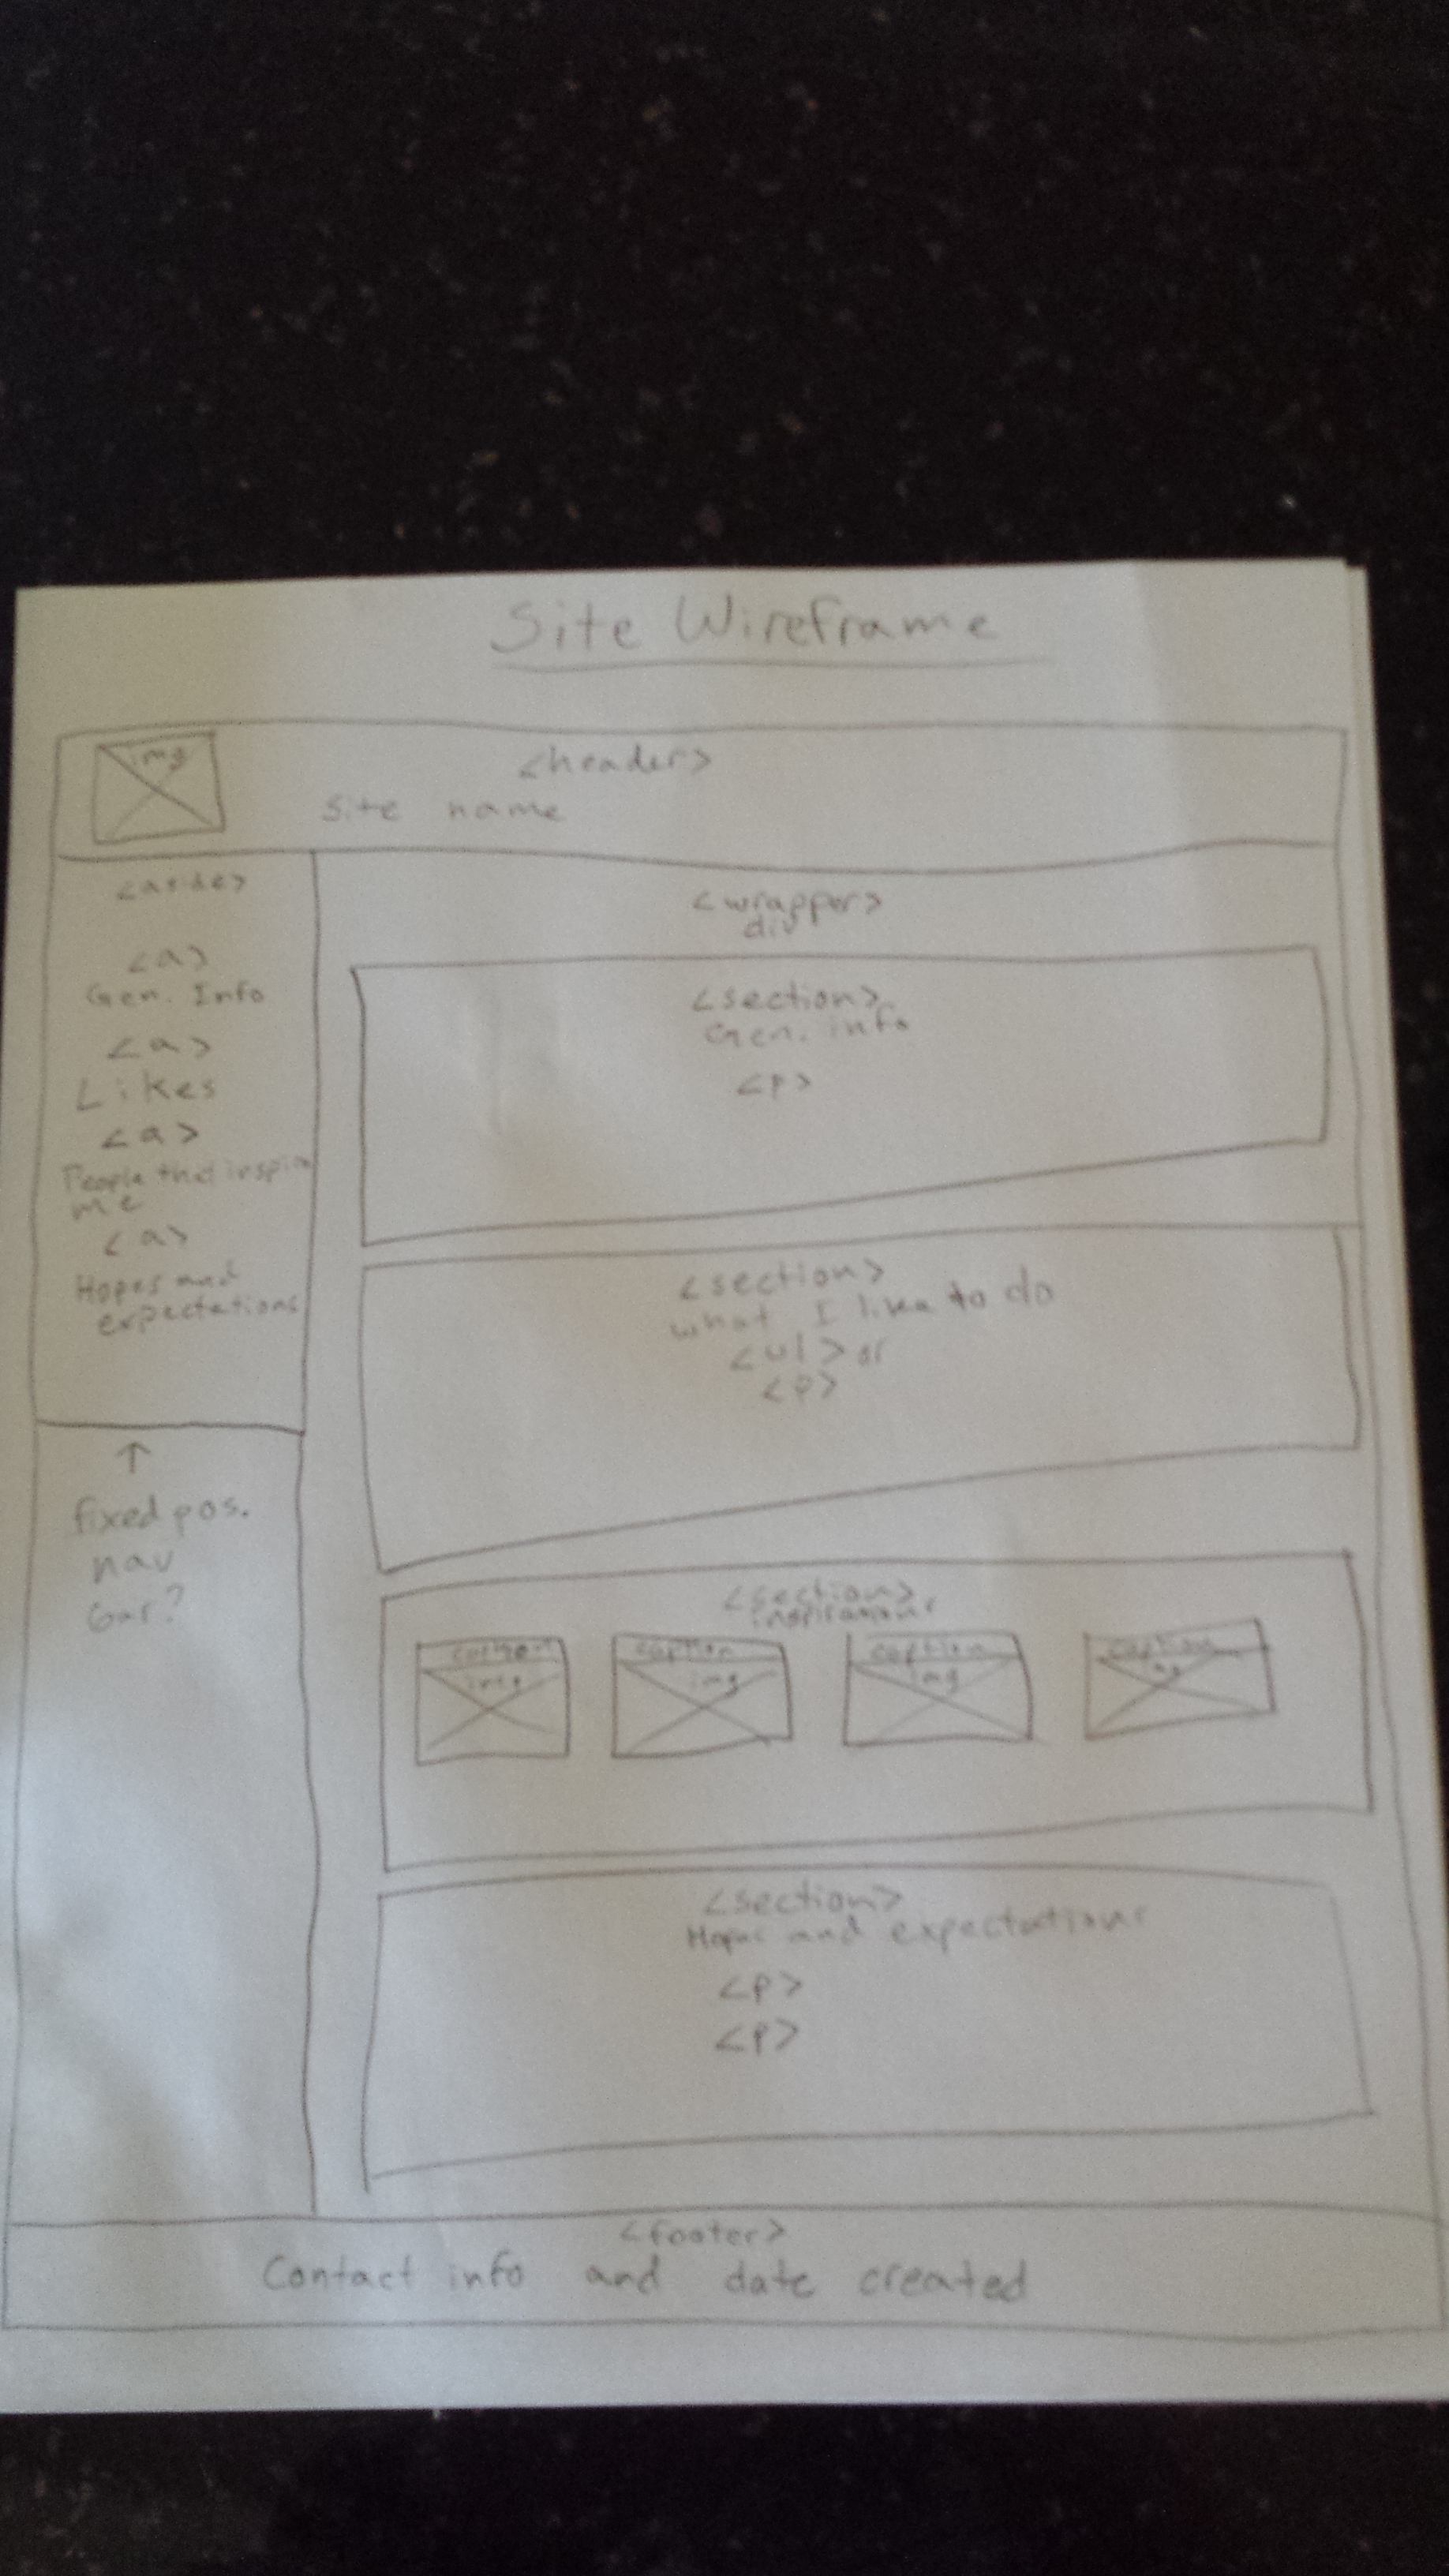 Site Wireframe
img
<header>
Site name
<aside>
<a>
Gen. Info
<a>
Likes
<a>
People that inspire
me
<a>
Hopes and
expectations
↑
fixed pos.
nav
bar?
<wrapper>
div
<section>
Gen. info
<p>
<section>
what I like to do
<ul> or
<p>
<section>
inspirations
caption
img
caption
img
caption
img
caption
img
<section>
Hopes and expectations
<p>
<p>
<footer>
Contact info and date created